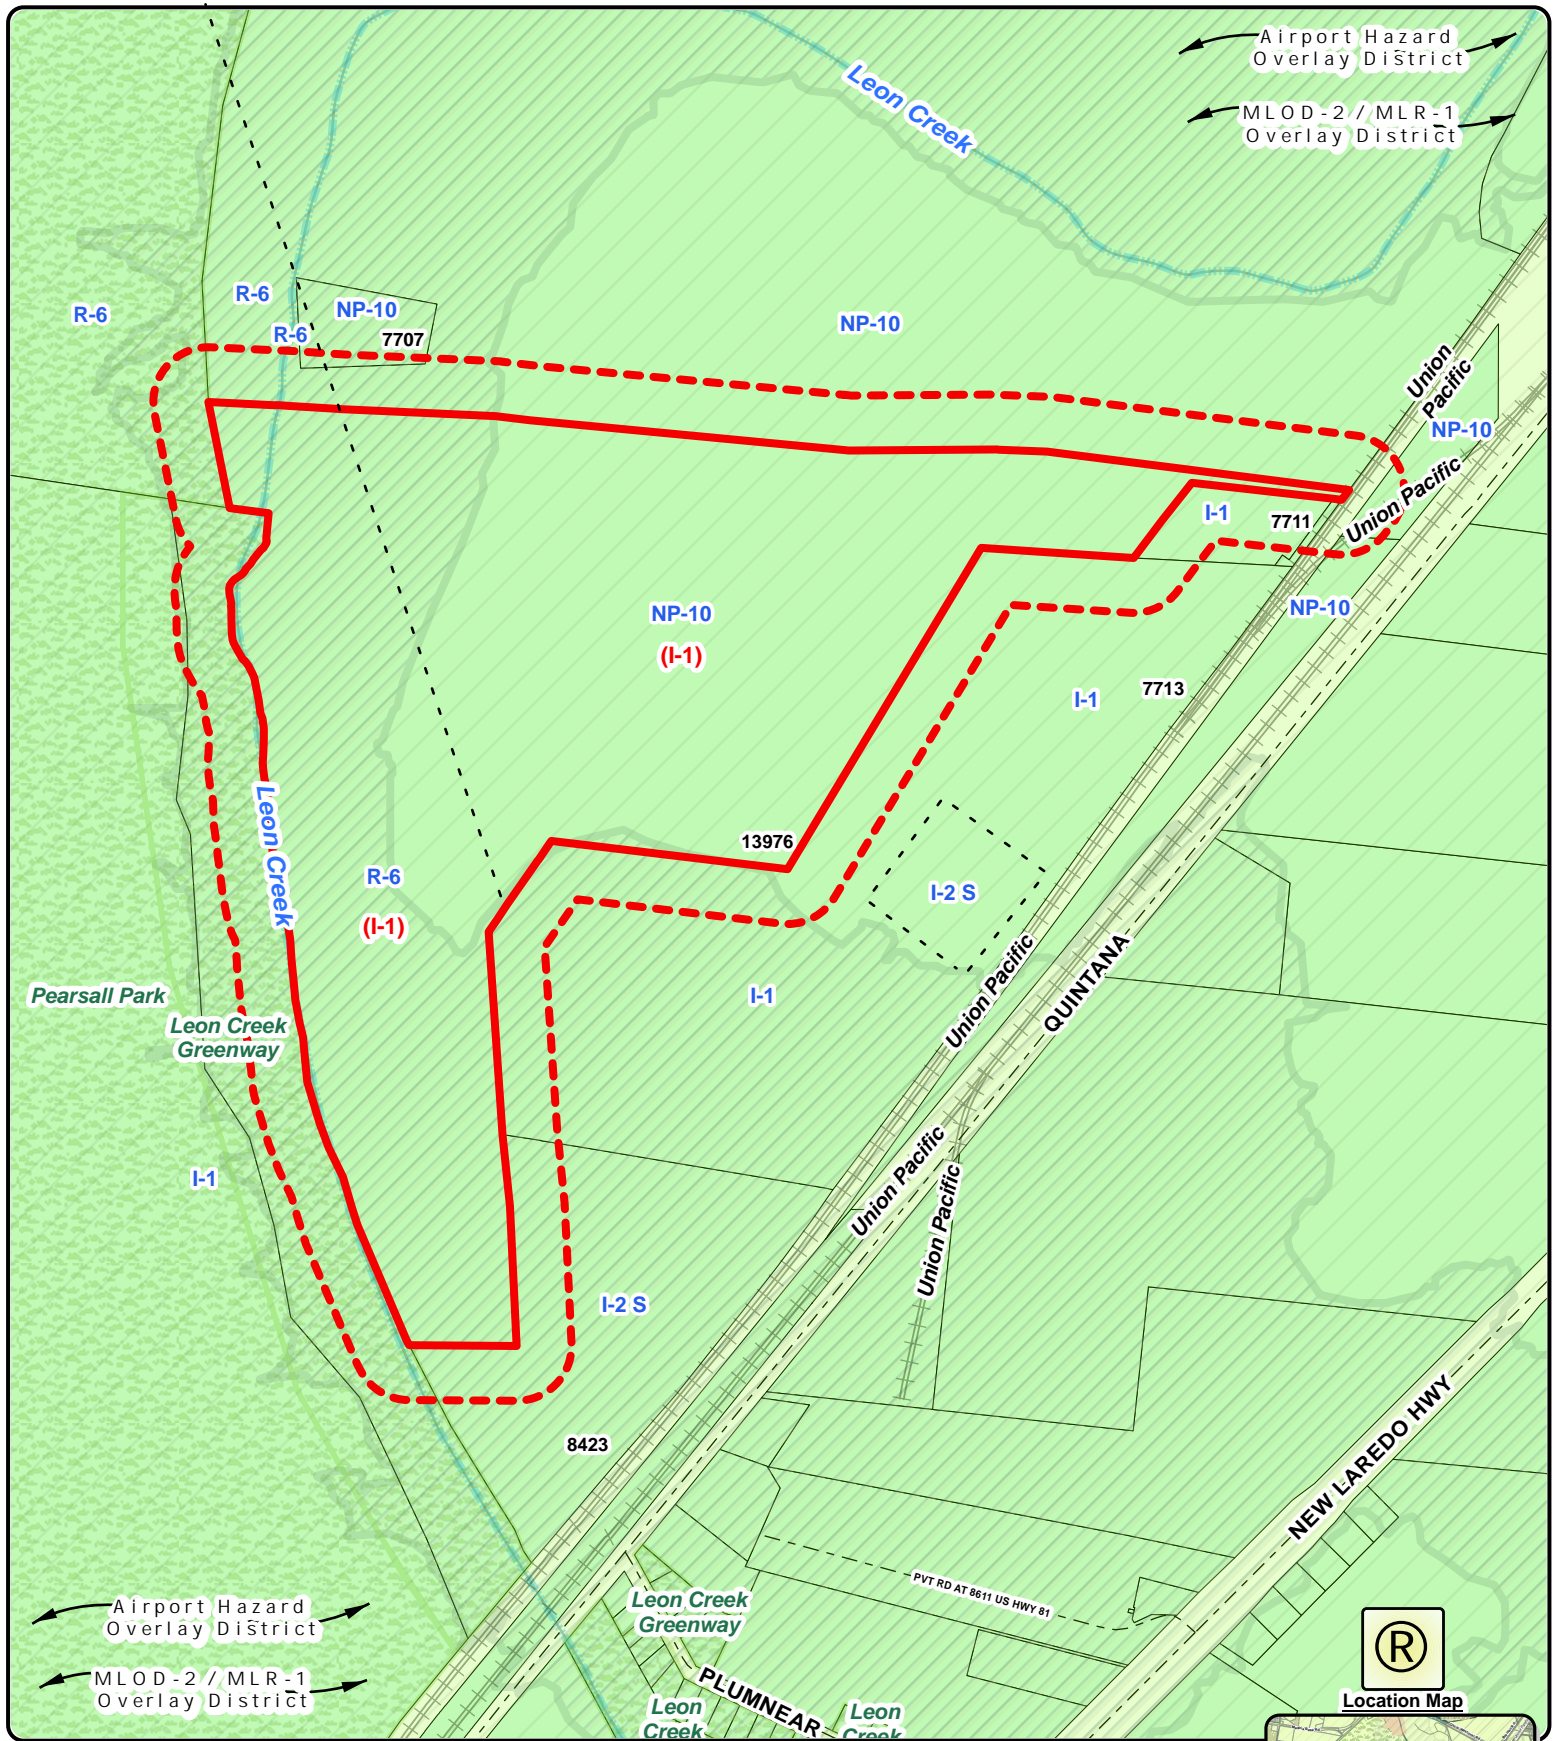 Airport Hazard
Overlay District
MLOD-2 / MLR-1
Overlay District
Leon Creek
R-6
R-6
R-6
NP-10
7707
NP-10
Union
Pacific
NP-10
Union Pacific
I-1
7711
NP-10
NP-10
(I-1)
7713
I-1
Leon Creek
13976
R-6
(I-1)
I-2 S
Union Pacific
QUINTANA
I-1
Pearsall Park
Leon Creek
Greenway
I-1
Union Pacific
Union Pacific
I-2 S
8423
NEW LAREDO HWY
PVT RD AT 8611 US HWY 81
Leon Creek
Greenway
Airport Hazard
Overlay District
MLOD-2 / MLR-1
Overlay District
PLUMNEAR
Leon
Creek
Leon
Creek
R
Location Map